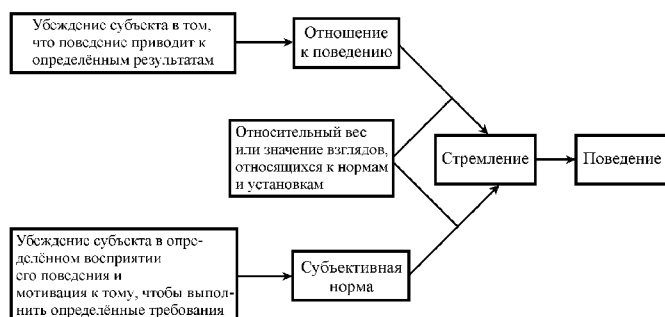 Убеждение субъекта в том,
что поведение приводит к
определённым результатам
Отношение
к поведению
Относительный вес
или значение взглядов,
относящихся к нормам
и установкам
Стремление
Поведение
Убеждение субъекта в опре-
делённом восприятии
его поведения и
мотивация к тому, чтобы выпол-
нить определённые требования
Субъективная
норма